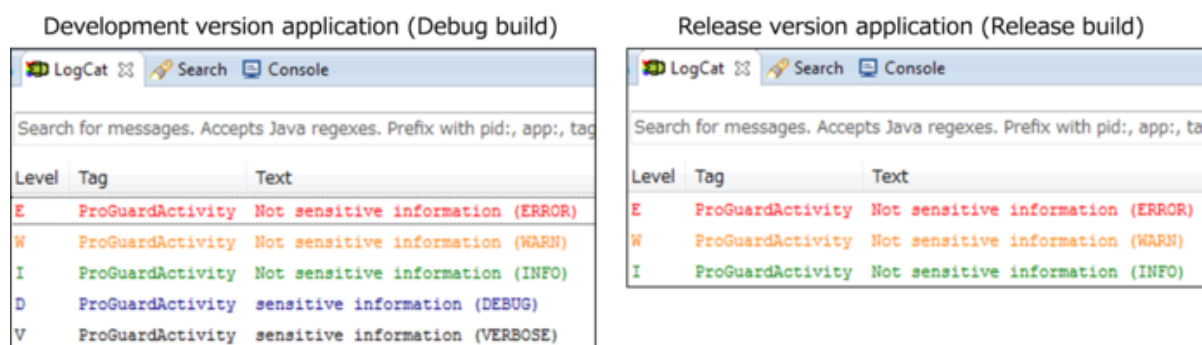 Development version application (Debug build)
LogCat Search Console
Search for messages. Accepts Java regexes. Prefix with pid:, app:, tag
Level Tag Text
E ProGuardActivity Not sensitive information (ERROR)
W ProGuardActivity Not sensitive information (WARN)
I ProGuardActivity Not sensitive information (INFO)
D ProGuardActivity sensitive information (DEBUG)
V ProGuardActivity sensitive information (VERBOSE)
Release version application (Release build)
LogCat Search Console
Search for messages. Accepts Java regexes. Prefix with pid:, app:, ta
Level Tag Text
E ProGuardActivity Not sensitive information (ERROR)
W ProGuardActivity Not sensitive information (WARN)
I ProGuardActivity Not sensitive information (INFO)